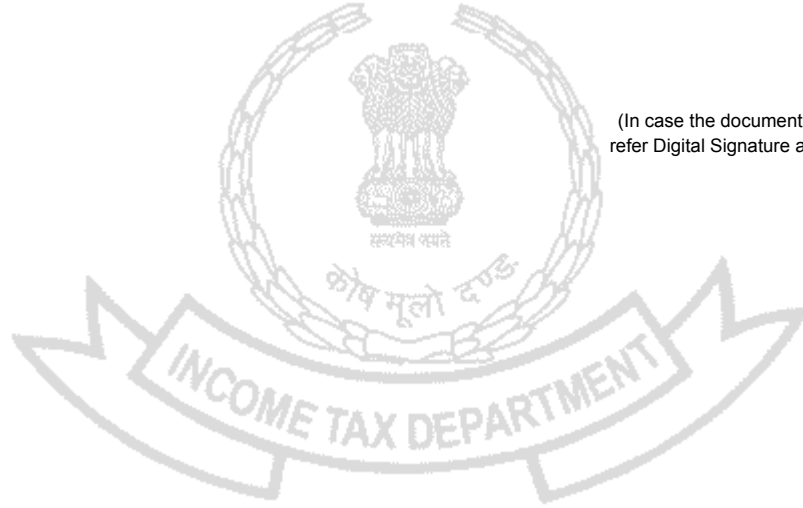 (In case the document
refer Digital Signature a
सत्यमेव जयते
कोष मूलो दण्ड:
INCOME TAX DEPARTMENT